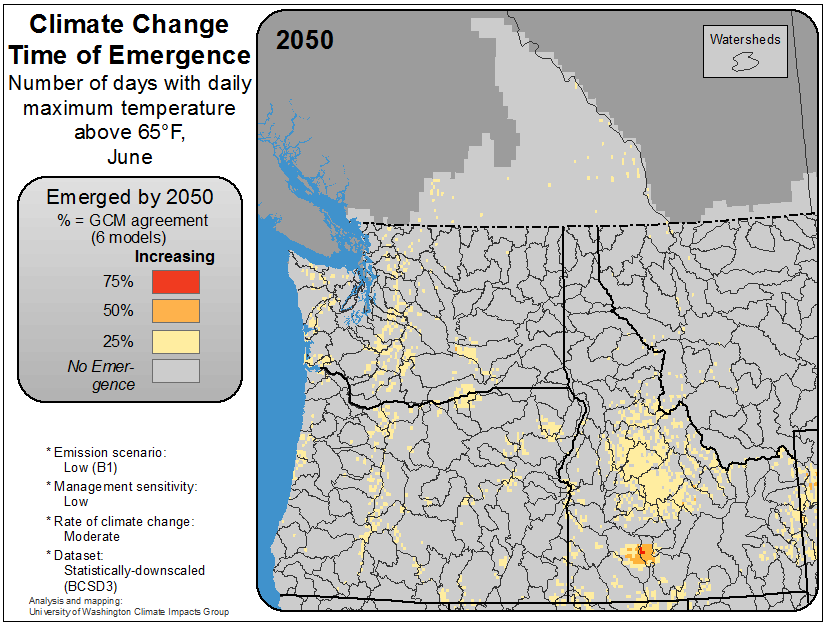 Climate Change
Time of Emergence
Number of days with daily
maximum temperature
above 65°F,
June
Emerged by 2050
% = GCM agreement
(6 models)
Increasing
75%
50%
25%
No Emer-
gence
* Emission scenario:
Low (B1)
* Management sensitivity:
Low
* Rate of climate change:
Moderate
* Dataset:
Statistically-downscaled
(BCSD3)
Analysis and mapping:
University of Washington Climate Impacts Group
2050
Watersheds